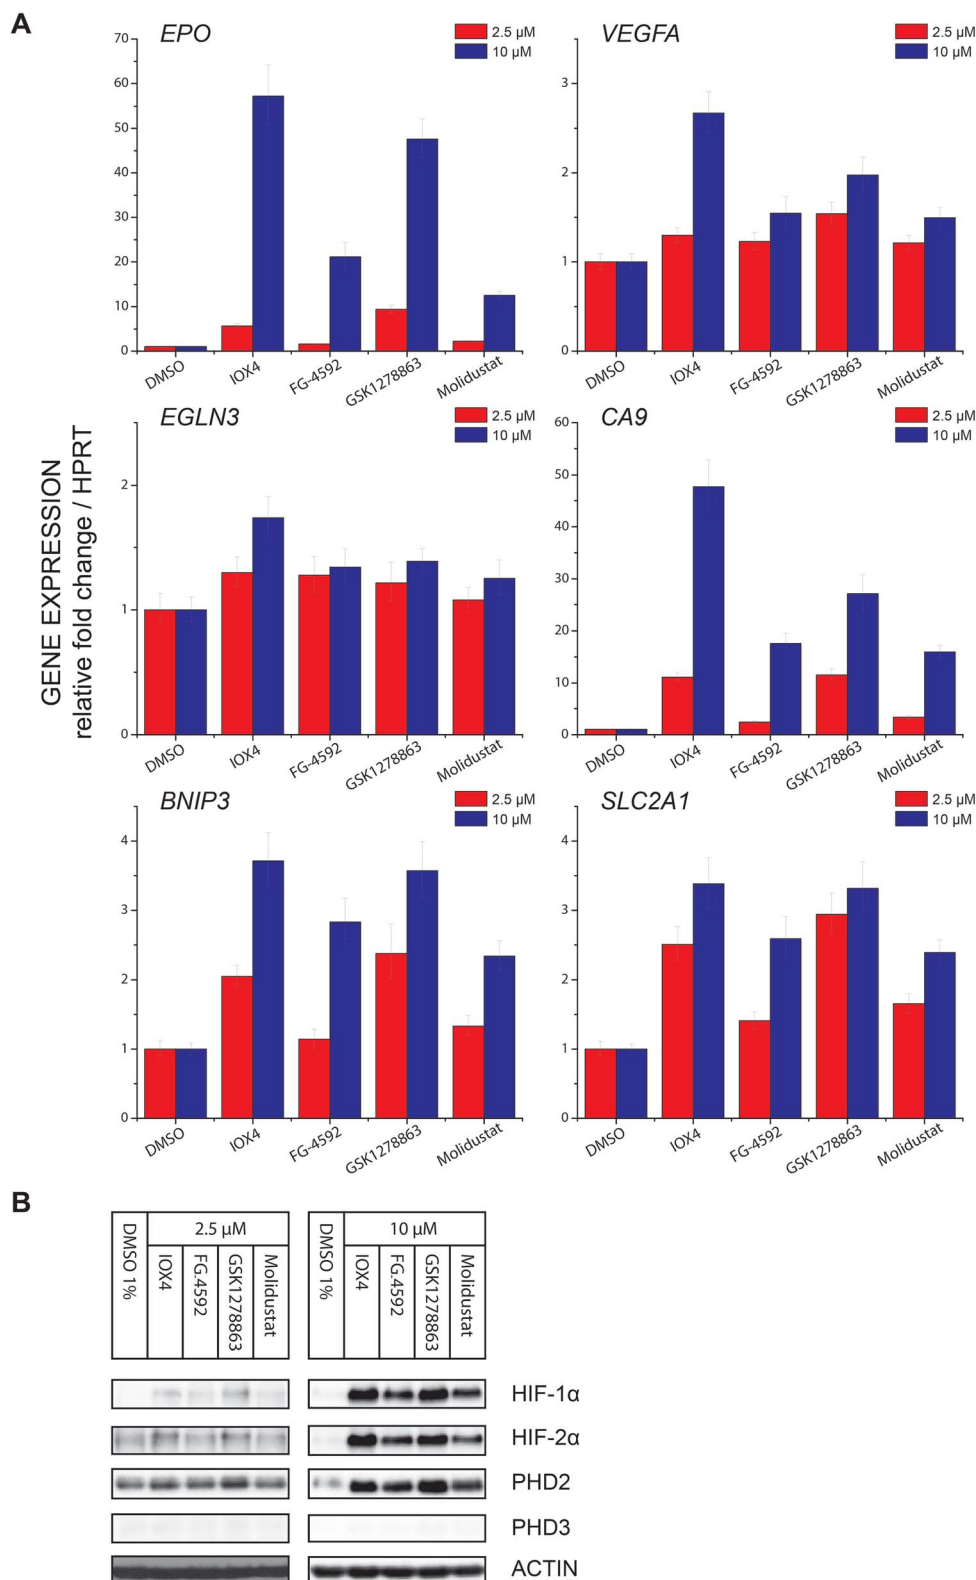 A
EPO
2.5 µM
10 µM
70
60
50
40
30
20
10
0
DMSO
IOX4
FG-4592
GSK1278863
Molidustat
VEGFA
2.5 µM
10 µM
3
2
1
0
DMSO
IOX4
FG-4592
GSK1278863
Molidustat
GENE EXPRESSION
relative fold change / HPRT
EGLN3
2.5 µM
10 µM
2
1
0
DMSO
IOX4
FG-4592
GSK1278863
Molidustat
CA9
2.5 µM
10 µM
60
50
40
30
20
10
0
DMSO
IOX4
FG-4592
GSK1278863
Molidustat
BNIP3
2.5 µM
10 µM
4
3
2
1
0
DMSO
IOX4
FG-4592
GSK1278863
Molidustat
SLC2A1
2.5 µM
10 µM
4
3
2
1
0
DMSO
IOX4
FG-4592
GSK1278863
Molidustat
B
DMSO 1%
2.5 µM
IOX4
FG.4592
GSK1278863
Molidustat
DMSO 1%
10 µM
IOX4
FG.4592
GSK1278863
Molidustat
HIF-1α
HIF-2α
PHD2
PHD3
ACTIN